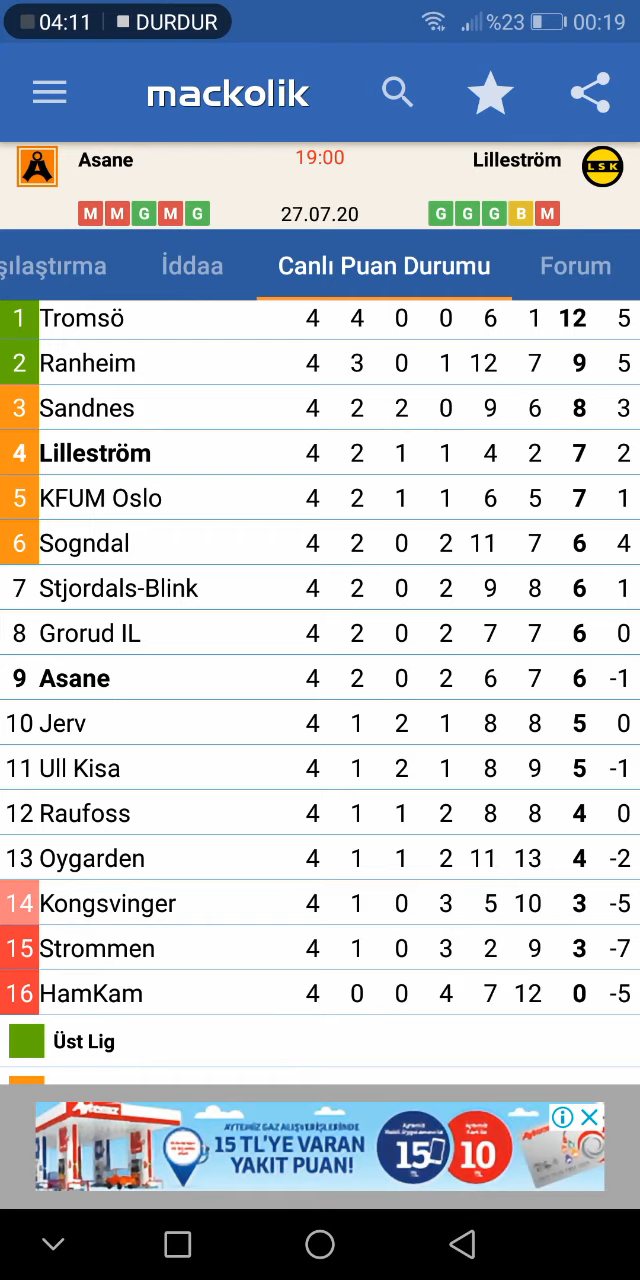 04:11 DURDUR %23 00:19
mackolik
Asane 19:00 Lilleström LSK
M M G M G 27.07.20 G G G B M
şılaştırma İddaa Canlı Puan Durumu Forum
1 Tromsö 4 4 0 0 6 1 12 5
2 Ranheim 4 3 0 1 12 7 9 5
3 Sandnes 4 2 2 0 9 6 8 3
4 Lilleström 4 2 1 1 4 2 7 2
5 KFUM Oslo 4 2 1 1 6 5 7 1
6 Sogndal 4 2 0 2 11 7 6 4
7 Stjordals-Blink 4 2 0 2 9 8 6 1
8 Grorud IL 4 2 0 2 7 7 6 0
9 Asane 4 2 0 2 6 7 6 -1
10 Jerv 4 1 2 1 8 8 5 0
11 Ull Kisa 4 1 2 1 8 9 5 -1
12 Raufoss 4 1 1 2 8 8 4 0
13 Oygarden 4 1 1 2 11 13 4 -2
14 Kongsvinger 4 1 0 3 5 10 3 -5
15 Strommen 4 1 0 3 2 9 3 -7
16 HamKam 4 0 0 4 7 12 0 -5
Üst Lig
AYTEMİZ GAZ ALIŞVERİŞLERİNDE
15 TL'YE VARAN
YAKIT PUAN!
15 TL
10 TL